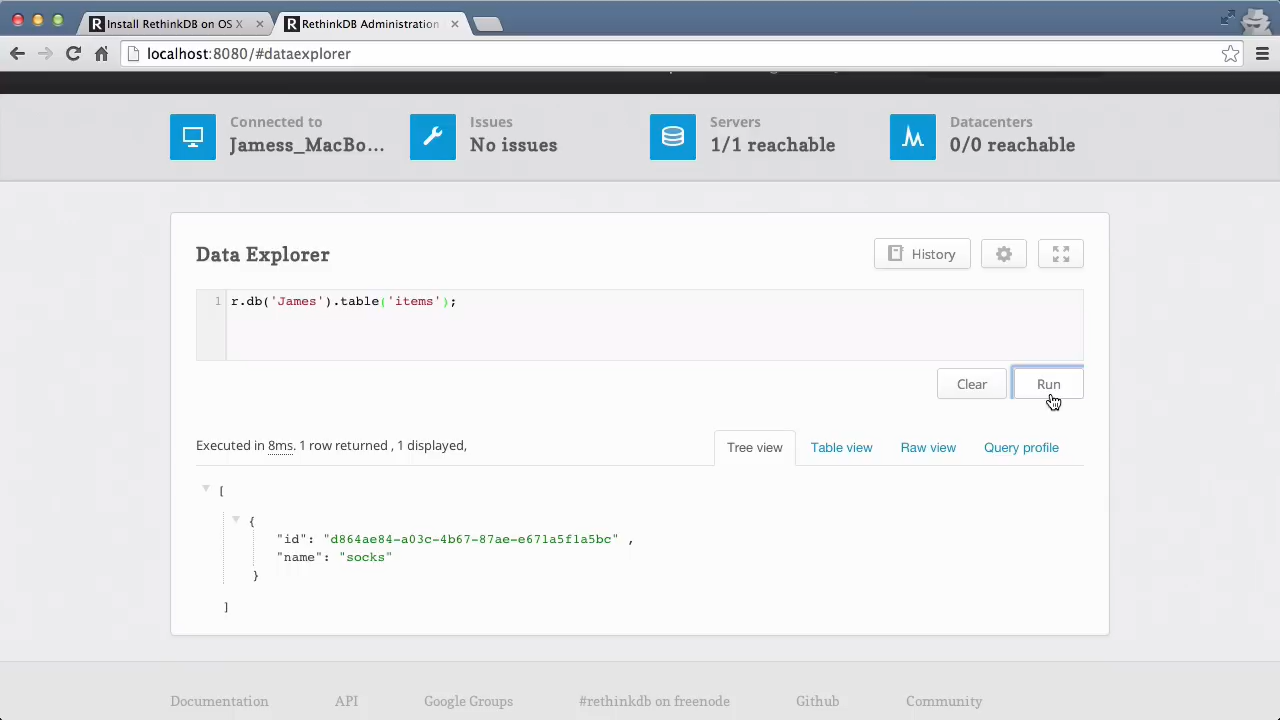 Install RethinkDB on OS X
RethinkDB Administration
localhost:8080/#dataexplorer
Connected to
Jamess_MacBo...
Issues
No issues
Servers
1/1 reachable
Datacenters
0/0 reachable
Data Explorer
History
1 r.db('James').table('items');
Clear
Run
Executed in 8ms. 1 row returned , 1 displayed,
Tree view
Table view
Raw view
Query profile
[
{
"id": "d864ae84-a03c-4b67-87ae-e671a5f1a5bc" ,
"name": "socks"
}
]
Documentation
API
Google Groups
#rethinkdb on freenode
Github
Community